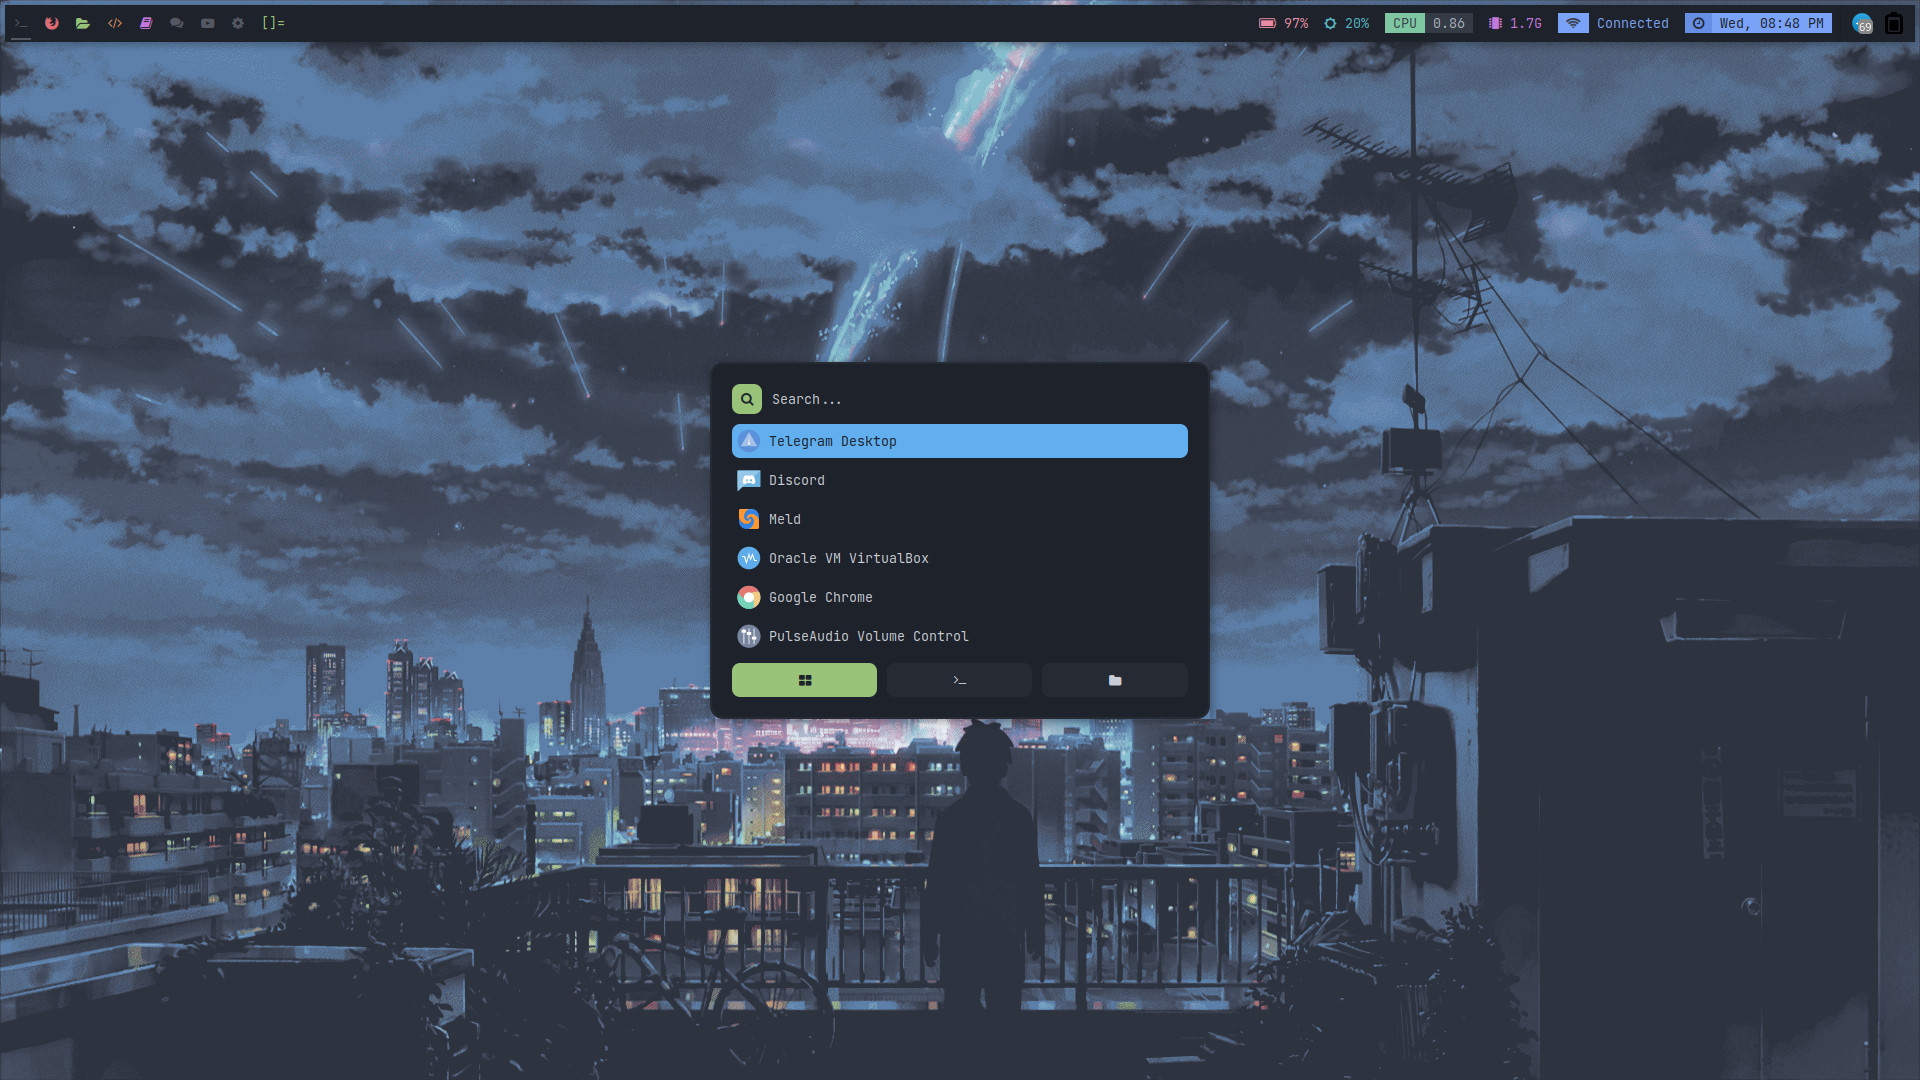 >_ </> []= 97% 20% CPU 0.86 1.7G Connected Wed, 08:48 PM 69
Search...
Telegram Desktop
Discord
Meld
Oracle VM VirtualBox
Google Chrome
PulseAudio Volume Control
>_